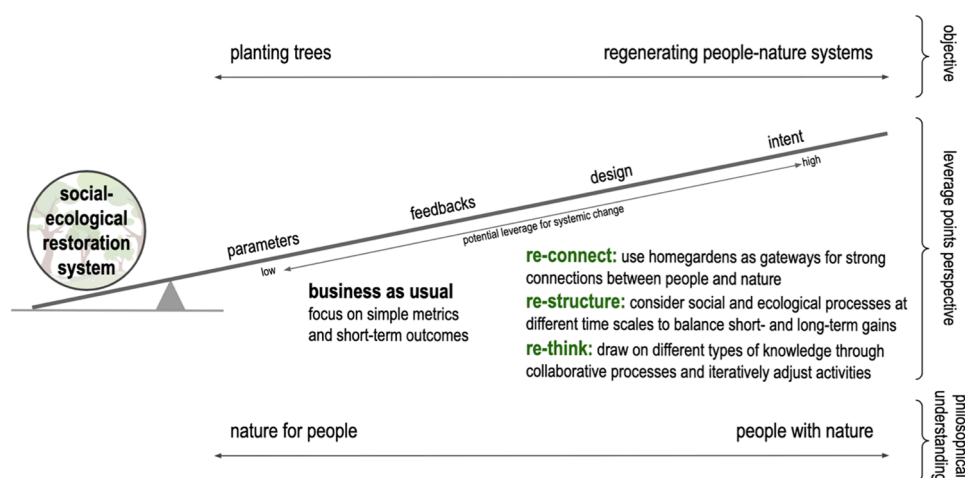 planting trees
regenerating people-nature systems
objective
social-
ecological
restoration
system
parameters
feedbacks
design
intent
low
potential leverage for systemic change
high
business as usual
focus on simple metrics
and short-term outcomes
re-connect: use homegardens as gateways for strong
connections between people and nature
re-structure: consider social and ecological processes at
different time scales to balance short- and long-term gains
re-think: draw on different types of knowledge through
collaborative processes and iteratively adjust activities
leverage points perspective
nature for people
people with nature
philosophical
understanding